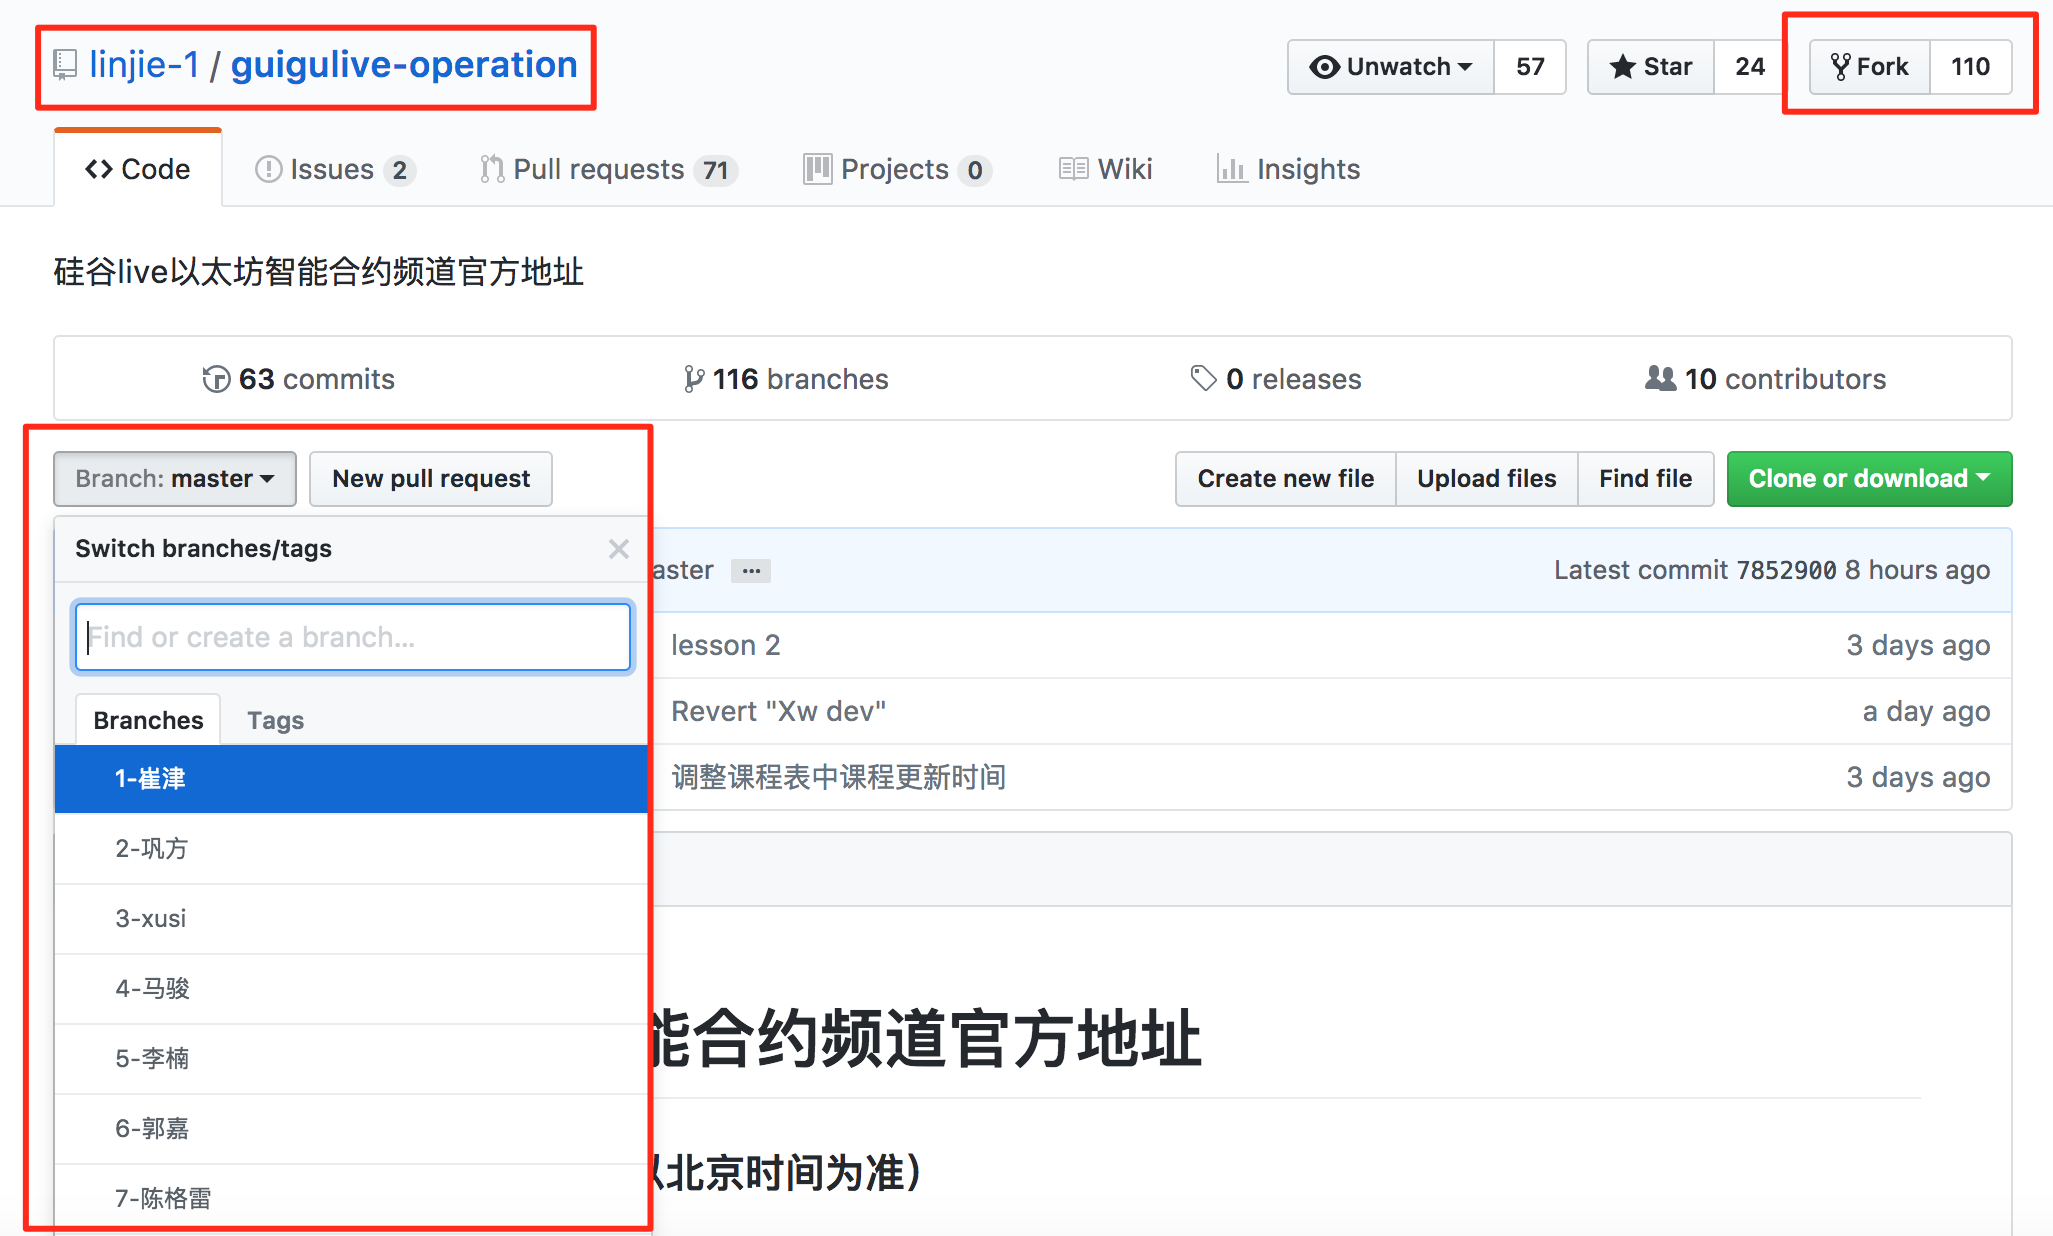 linjie-1 / guigulive-operation
Unwatch 57 Star 24 Fork 110
Code Issues 2 Pull requests 71 Projects 0 Wiki Insights
硅谷live以太坊智能合约频道官方地址
63 commits 116 branches 0 releases 10 contributors
Branch: master New pull request Create new file Upload files Find file Clone or download
Switch branches/tags
aster ... Latest commit 7852900 8 hours ago
Find or create a branch...
lesson 2 3 days ago
Branches Tags
Revert "Xw dev" a day ago
1-崔津
调整课程表中课程更新时间 3 days ago
2-巩方
3-xusi
4-马骏
能合约频道官方地址
5-李楠
6-郭嘉
以北京时间为准）
7-陈格雷